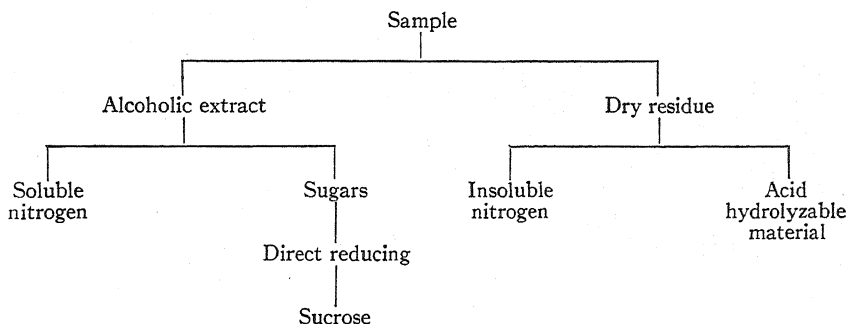 Sample
Alcoholic extract
Dry residue
Soluble
nitrogen
Sugars
Insoluble
nitrogen
Acid
hydrolyzable
material
Direct reducing
Sucrose